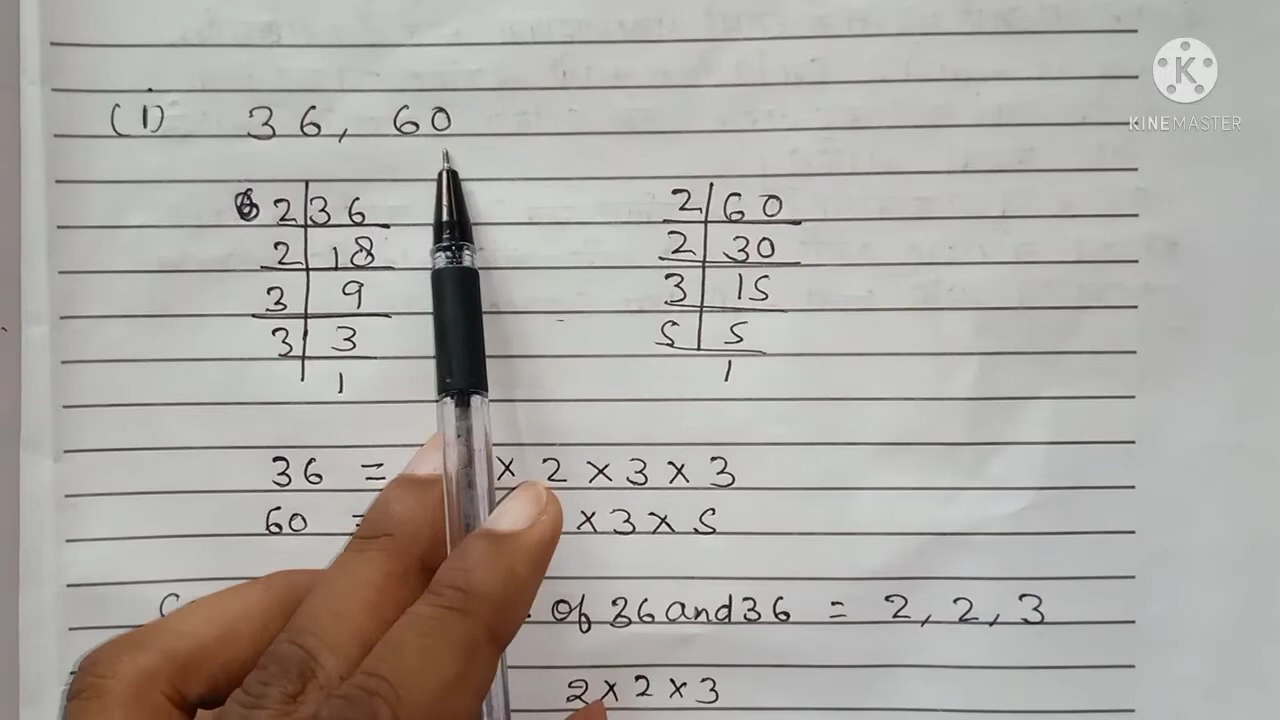 (i) 36, 60
2 36 2 60
2 18 2 30
3 9 3 15
3 3 5 5
1 1
36 = × 2 × 3 × 3
60 = × 3 × 5
of 36 and 36 = 2, 2, 3
2 × 2 × 3
K
KINEMASTER